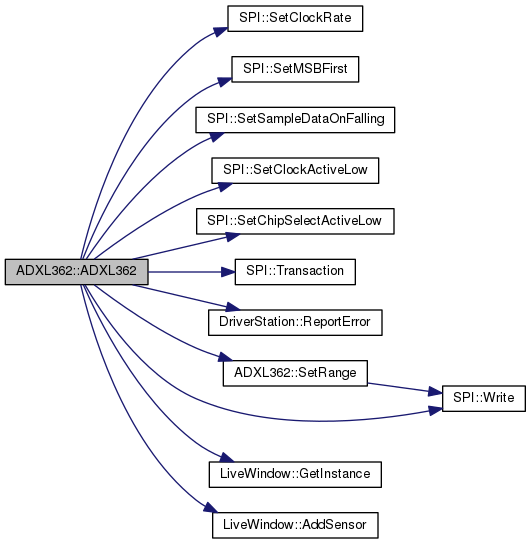 SPI::SetClockRate
SPI::SetMSBFirst
SPI::SetSampleDataOnFalling
SPI::SetClockActiveLow
SPI::SetChipSelectActiveLow
ADXL362::ADXL362
SPI::Transaction
DriverStation::ReportError
ADXL362::SetRange
SPI::Write
LiveWindow::GetInstance
LiveWindow::AddSensor